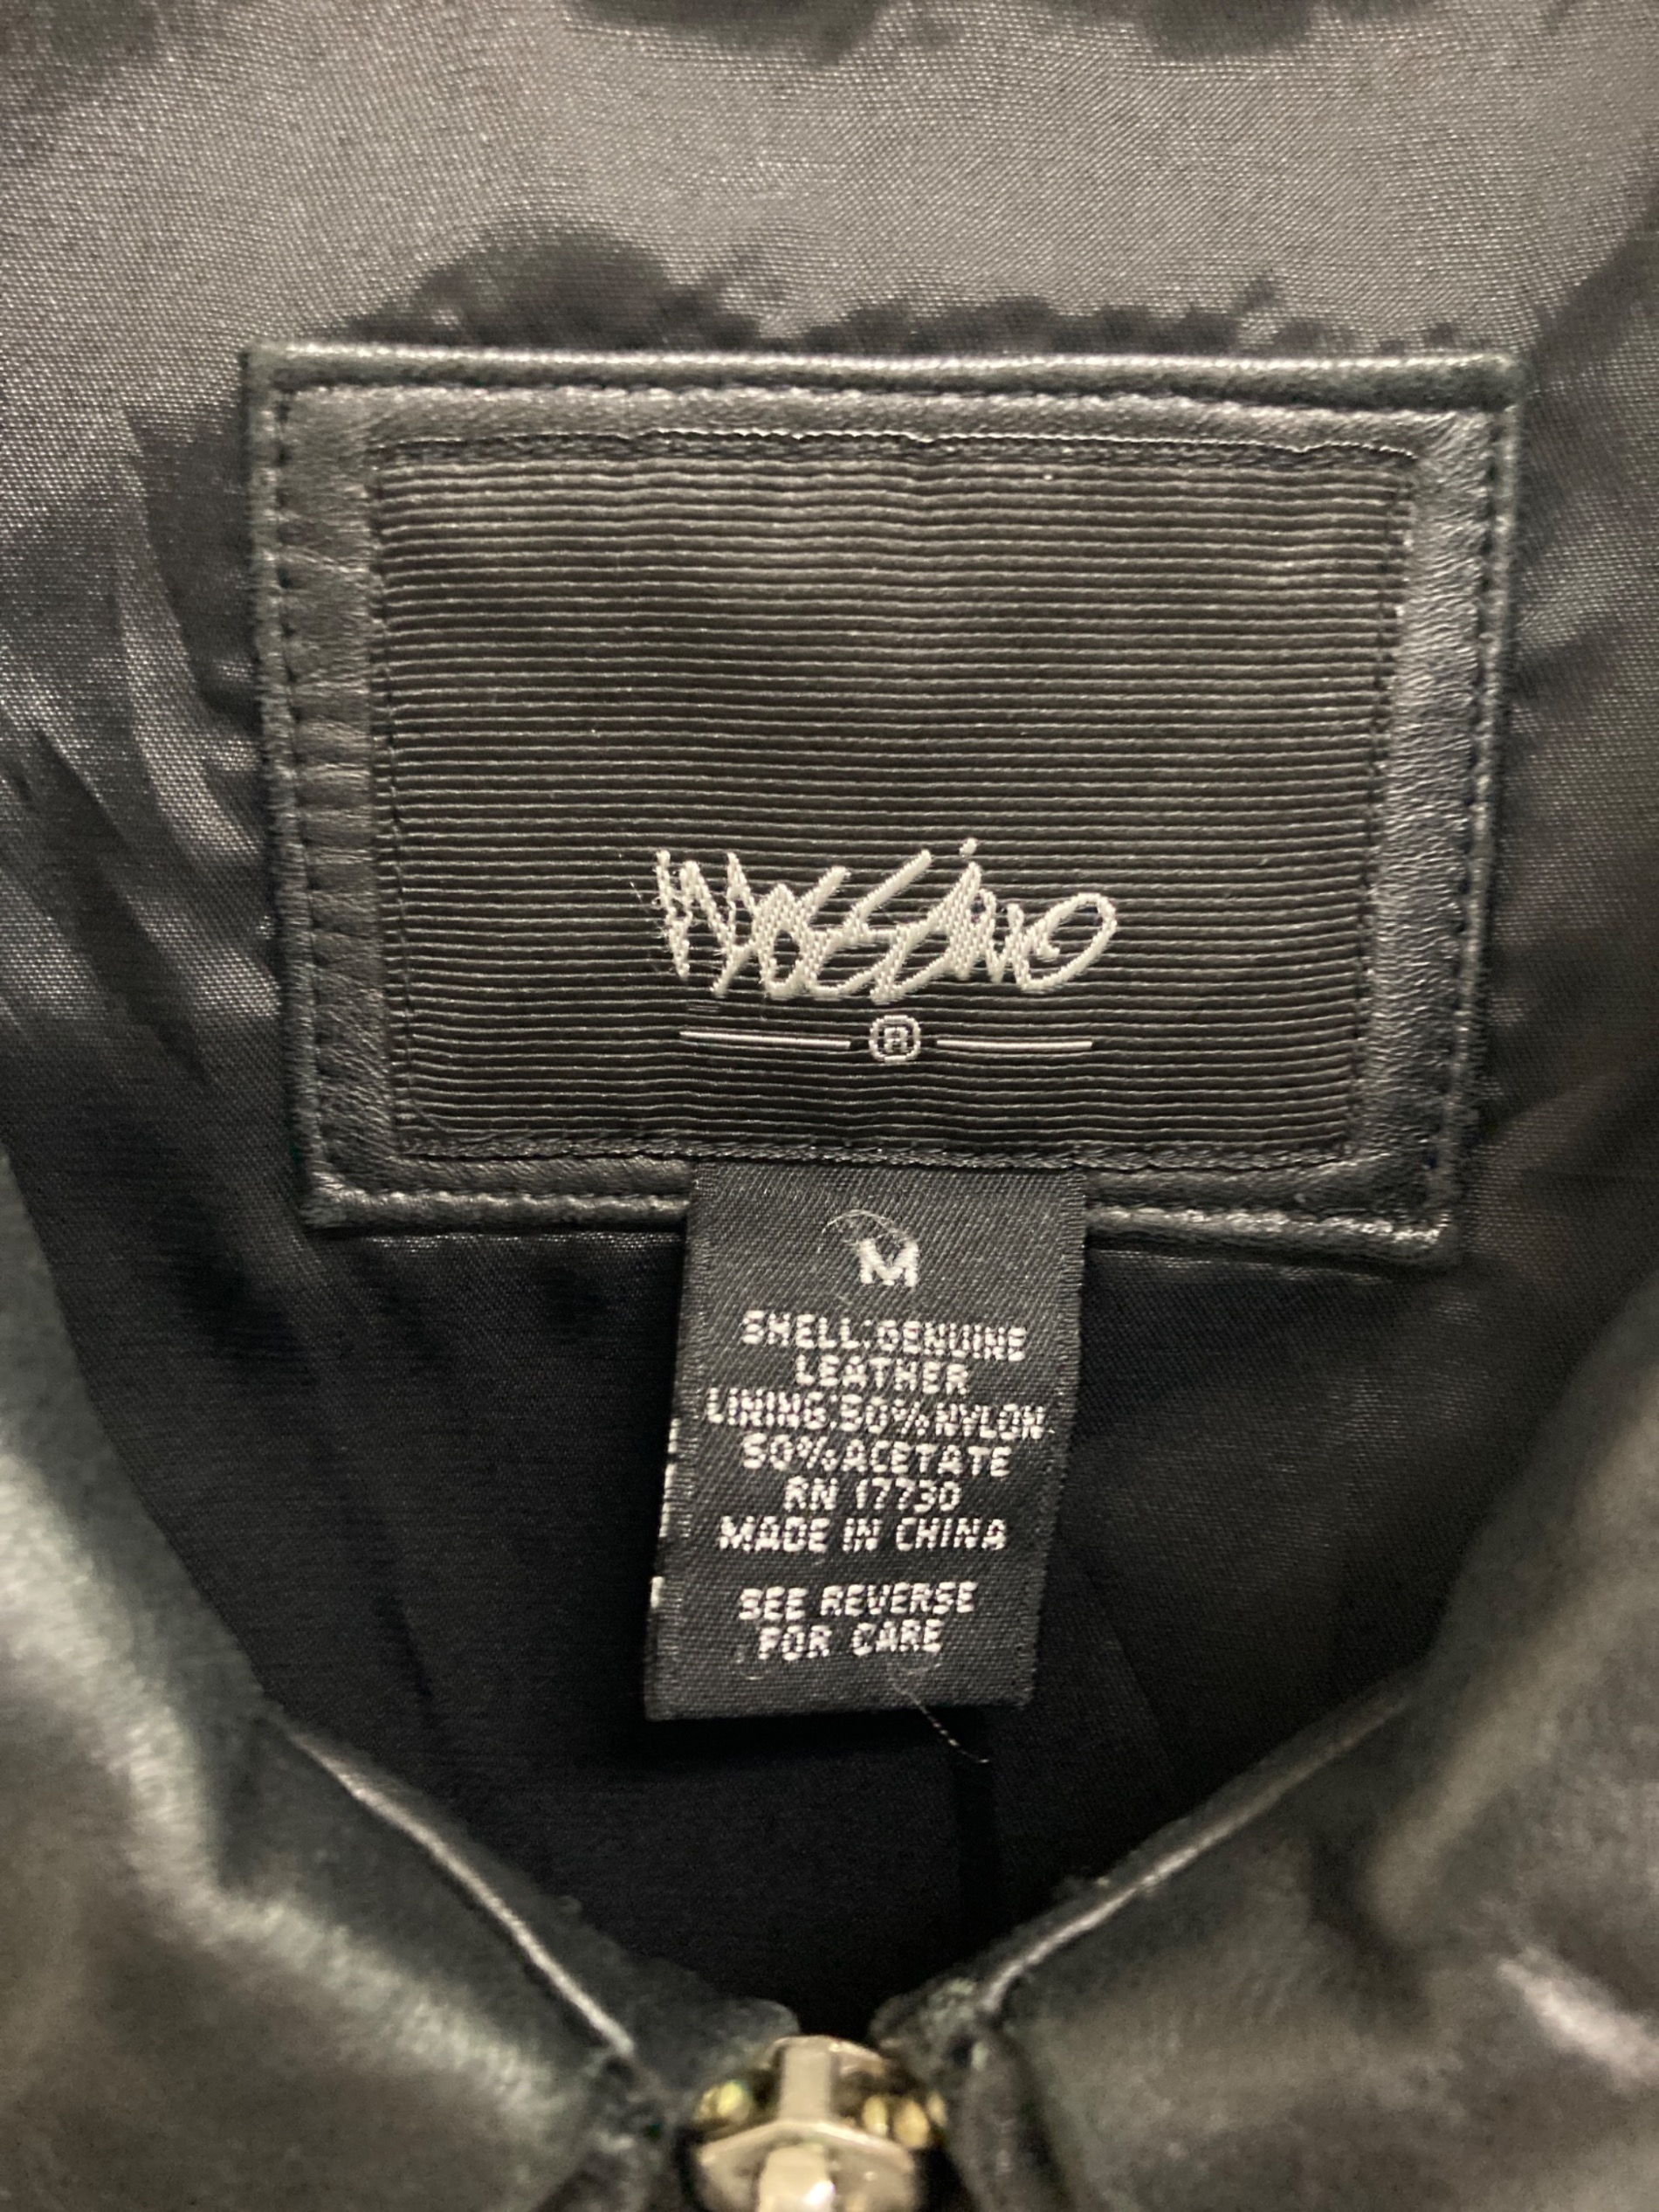 mossimo
®
M
SHELL:GENUINE
LEATHER
LINING:50%NYLON
50%ACETATE
RN 17730
MADE IN CHINA
SEE REVERSE
FOR CARE